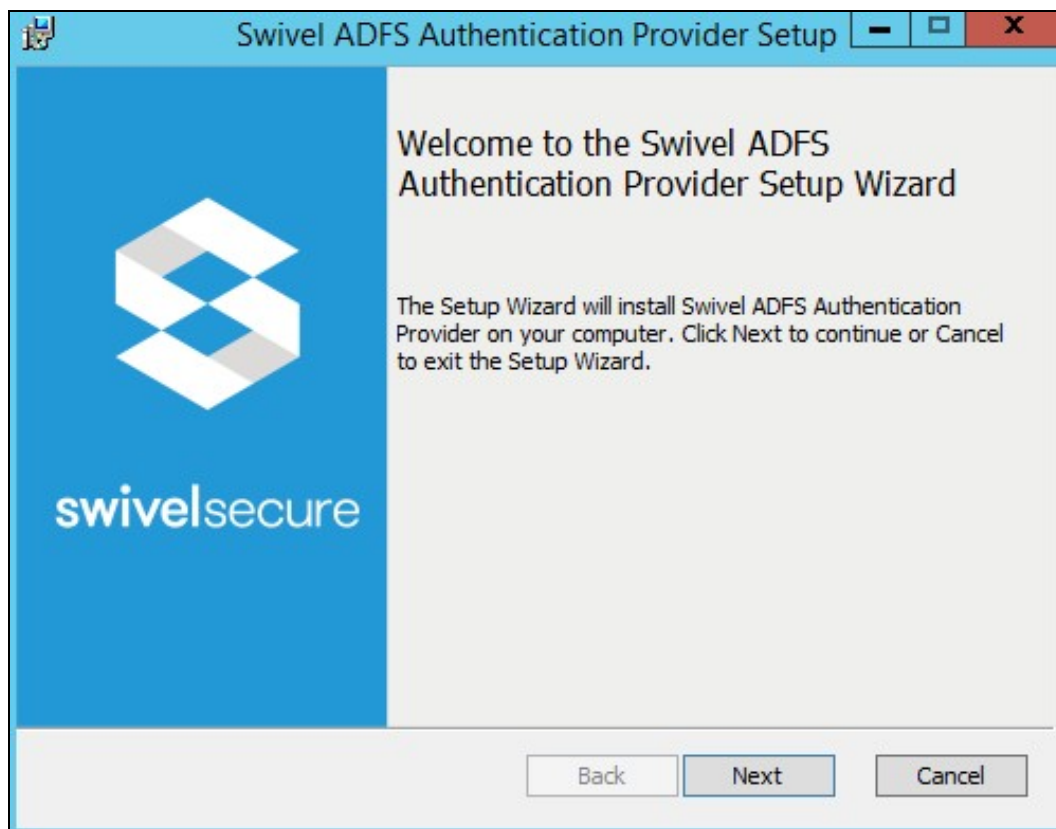 Swivel ADFS Authentication Provider Setup
Welcome to the Swivel ADFS
Authentication Provider Setup Wizard
The Setup Wizard will install Swivel ADFS Authentication
Provider on your computer. Click Next to continue or Cancel
to exit the Setup Wizard.
swivelsecure
Back Next Cancel